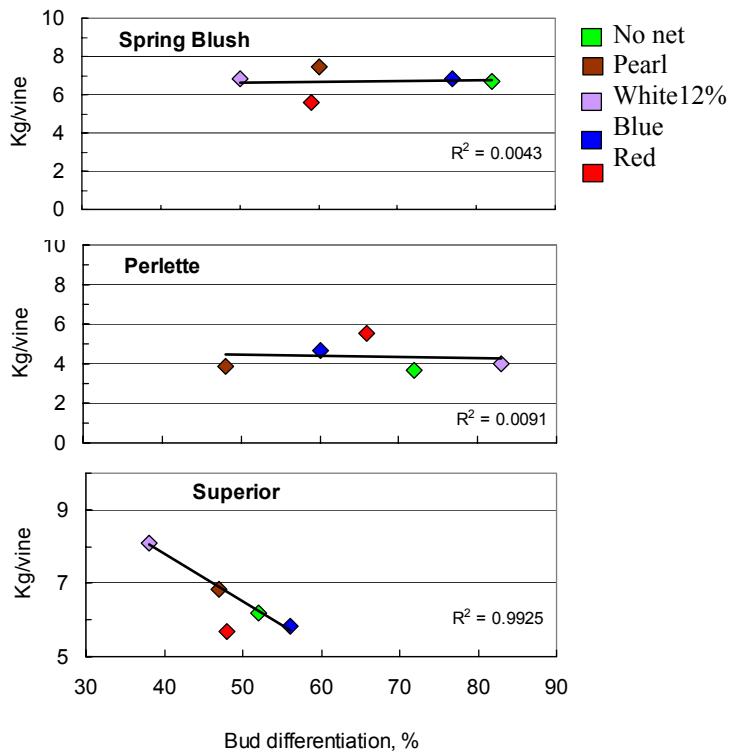 Spring Blush
10
8
6
4
2
0
Kg/vine
R² = 0.0043
No net
Pearl
White12%
Blue
Red
Perlette
10
8
6
4
2
0
Kg/vine
R² = 0.0091
Superior
9
7
5
Kg/vine
R² = 0.9925
30 40 50 60 70 80 90
Bud differentiation, %